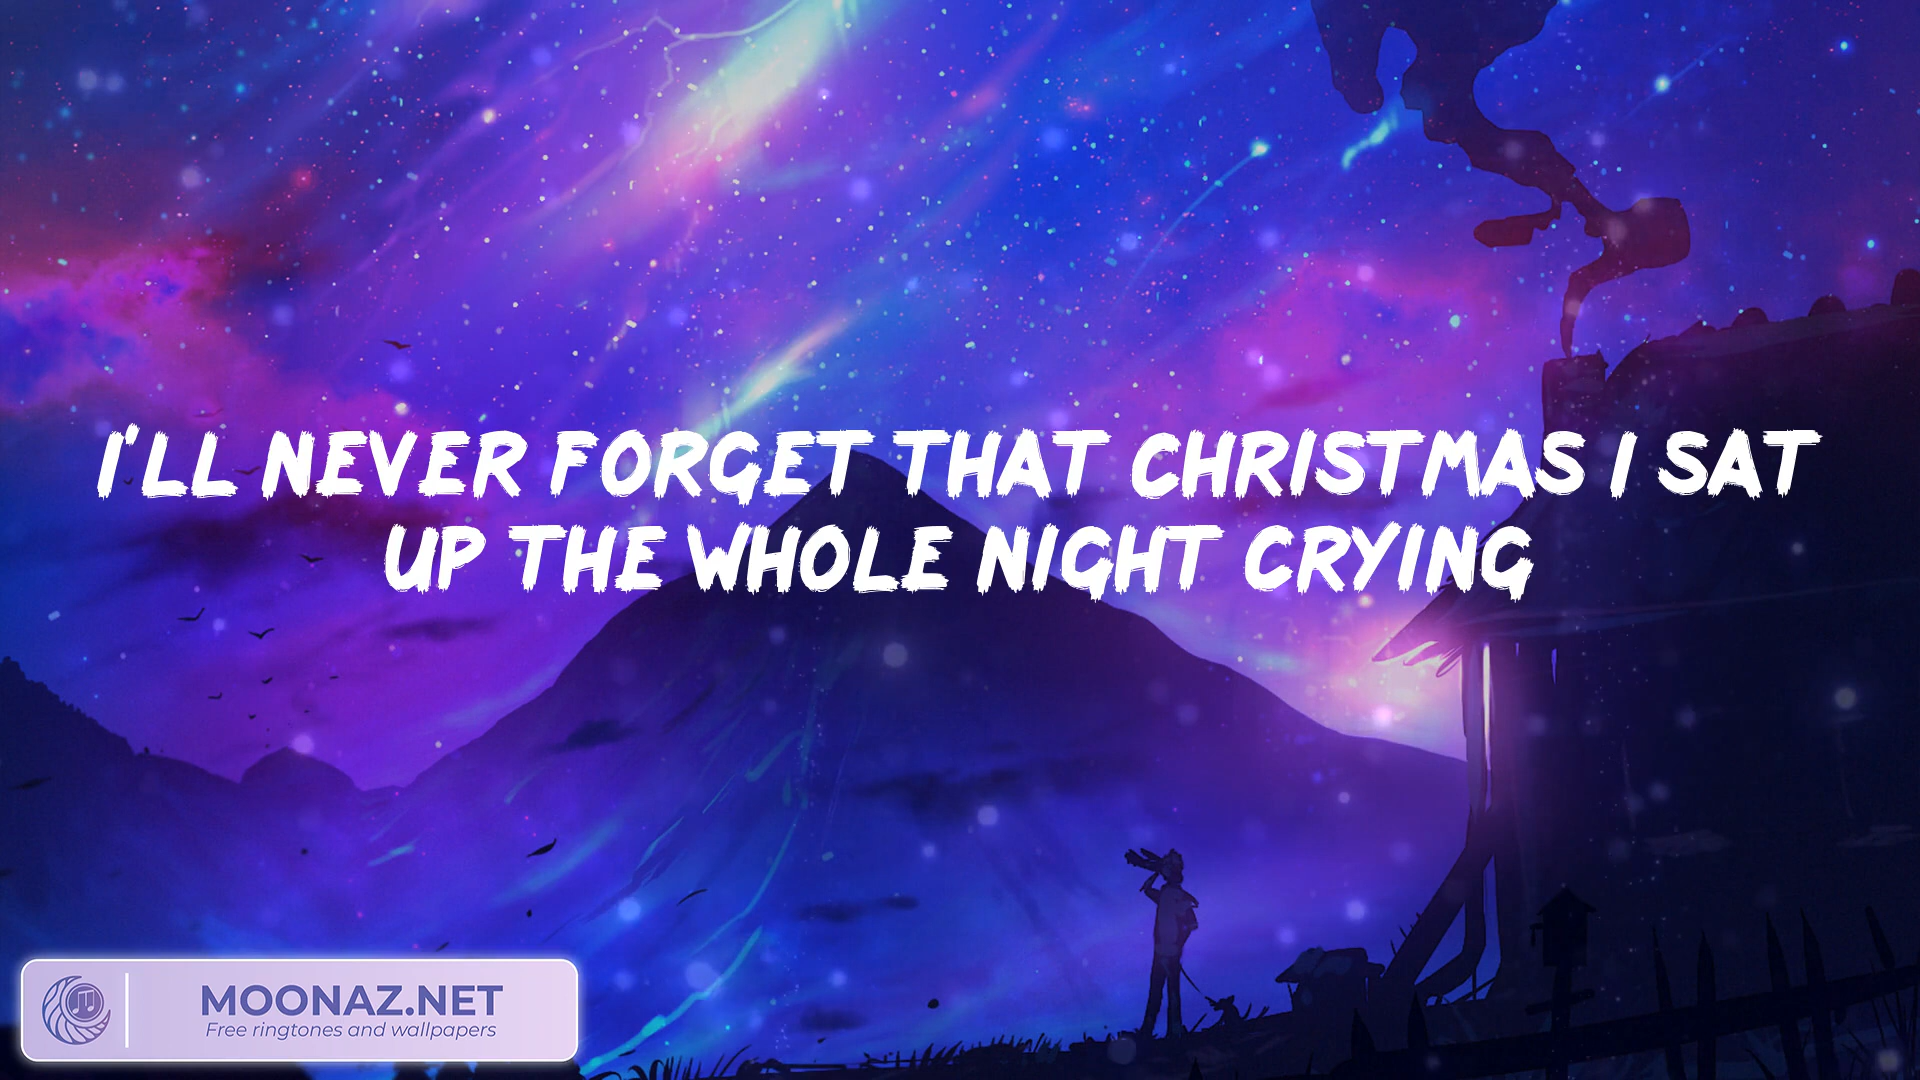 I'LL NEVER FORGET THAT CHRISTMAS I SAT
UP THE WHOLE NIGHT CRYING
MOONAZ.NET
Free ringtones and wallpapers